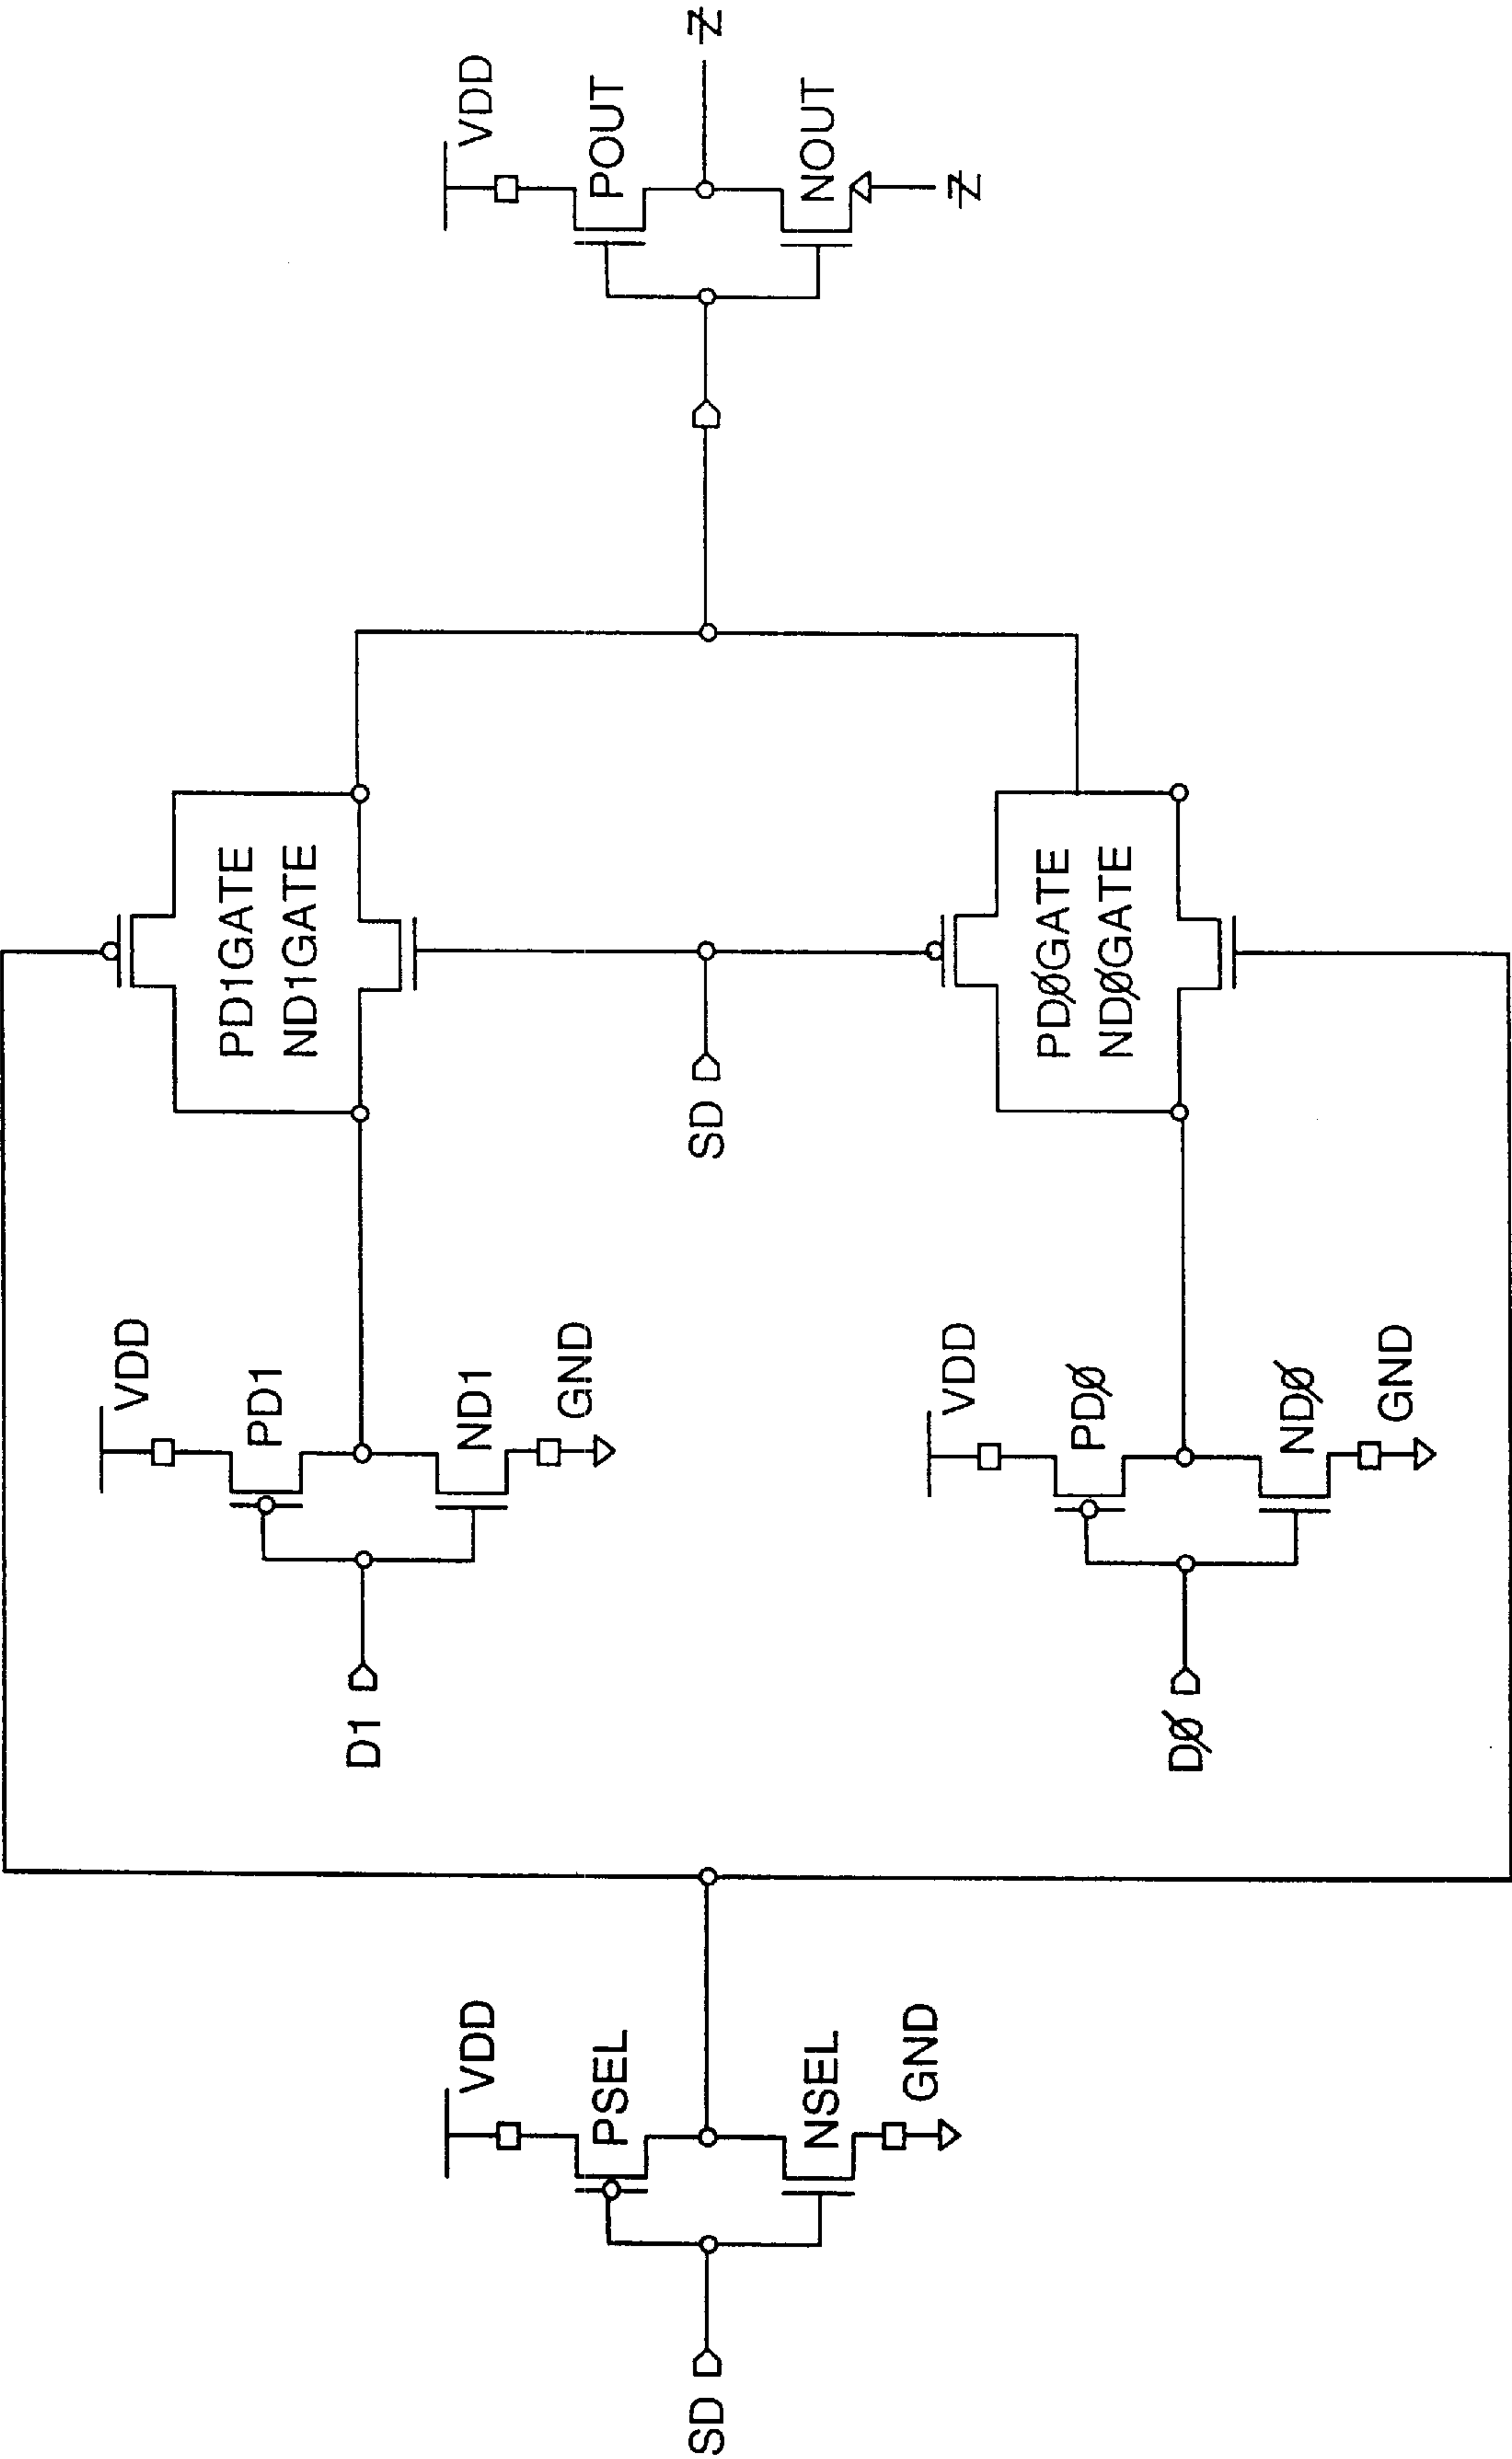 SD
VDD
PSEL
NSEL
GND
D1
VDD
PD1
ND1
GND
DØ
VDD
PDØ
NDØ
GND
SD
PD1GATE
ND1GATE
PDØGATE
NDØGATE
VDD
POUT
NOUT
Z
Z